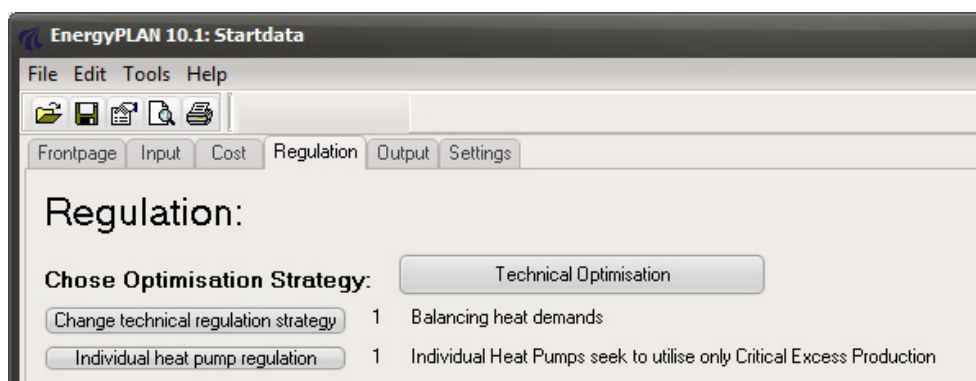 EnergyPLAN 10.1: Startdata
File Edit Tools Help
Frontpage Input Cost Regulation Output Settings
Regulation:
Chose Optimisation Strategy: Technical Optimisation
Change technical regulation strategy 1 Balancing heat demands
Individual heat pump regulation 1 Individual Heat Pumps seek to utilise only Critical Excess Production